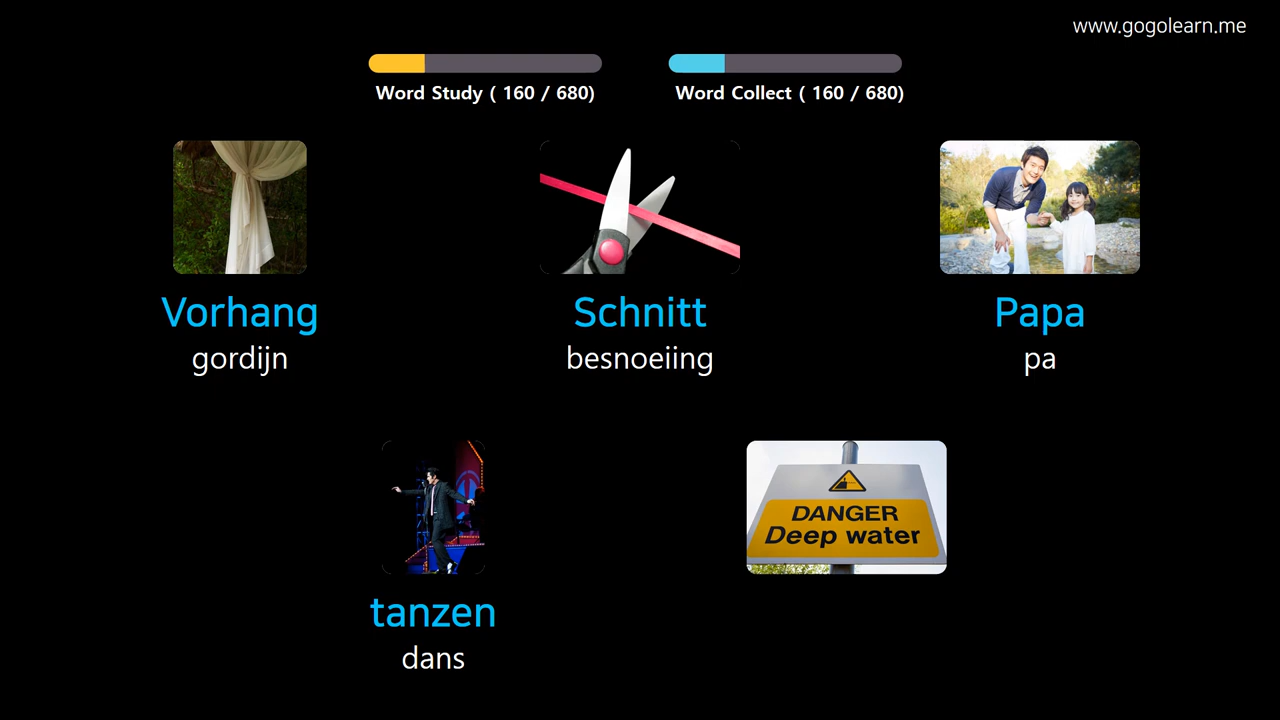 www.gogolearn.me
Word Study ( 160 / 680)
Word Collect ( 160 / 680)
Vorhang
gordijn
Schnitt
besnoeiing
Papa
pa
tanzen
dans
DANGER
Deep water